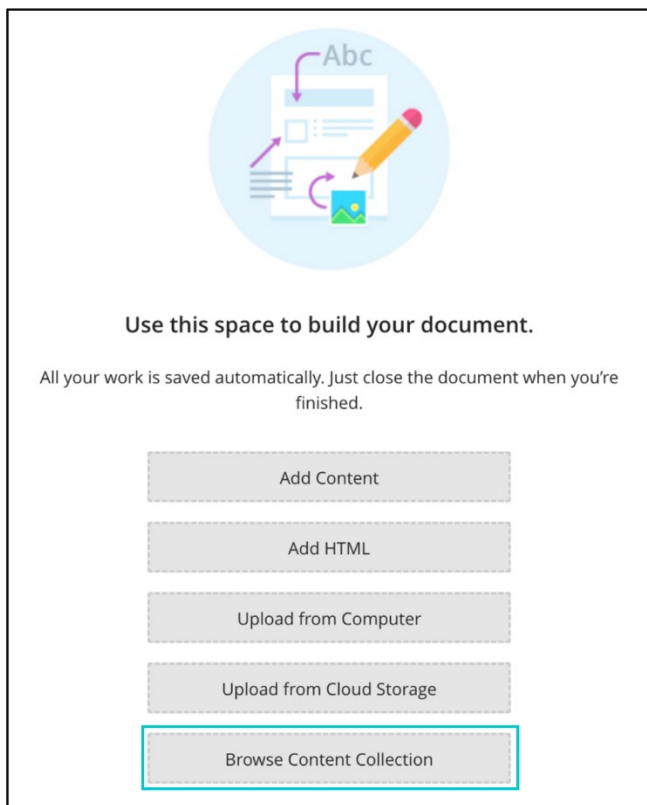 Abc
Use this space to build your document.
All your work is saved automatically. Just close the document when you’re
finished.
Add Content
Add HTML
Upload from Computer
Upload from Cloud Storage
Browse Content Collection